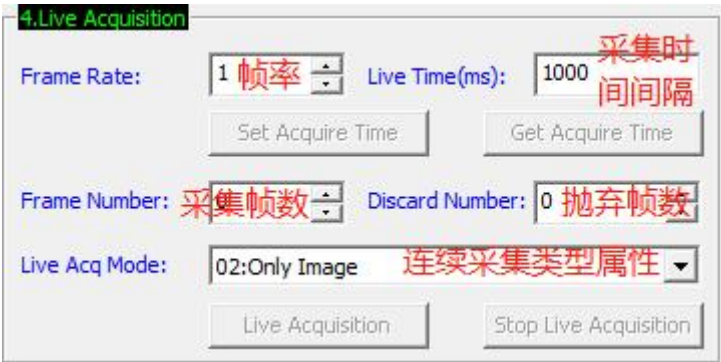 4.Live Acquisition
Frame Rate: 1 帧率 Live Time(ms): 1000 采集时间间隔
Set Acquire Time Get Acquire Time
Frame Number: 采集帧数 Discard Number: 0 抛弃帧数
Live Acq Mode: 02:Only Image 连续采集类型属性
Live Acquisition Stop Live Acquisition